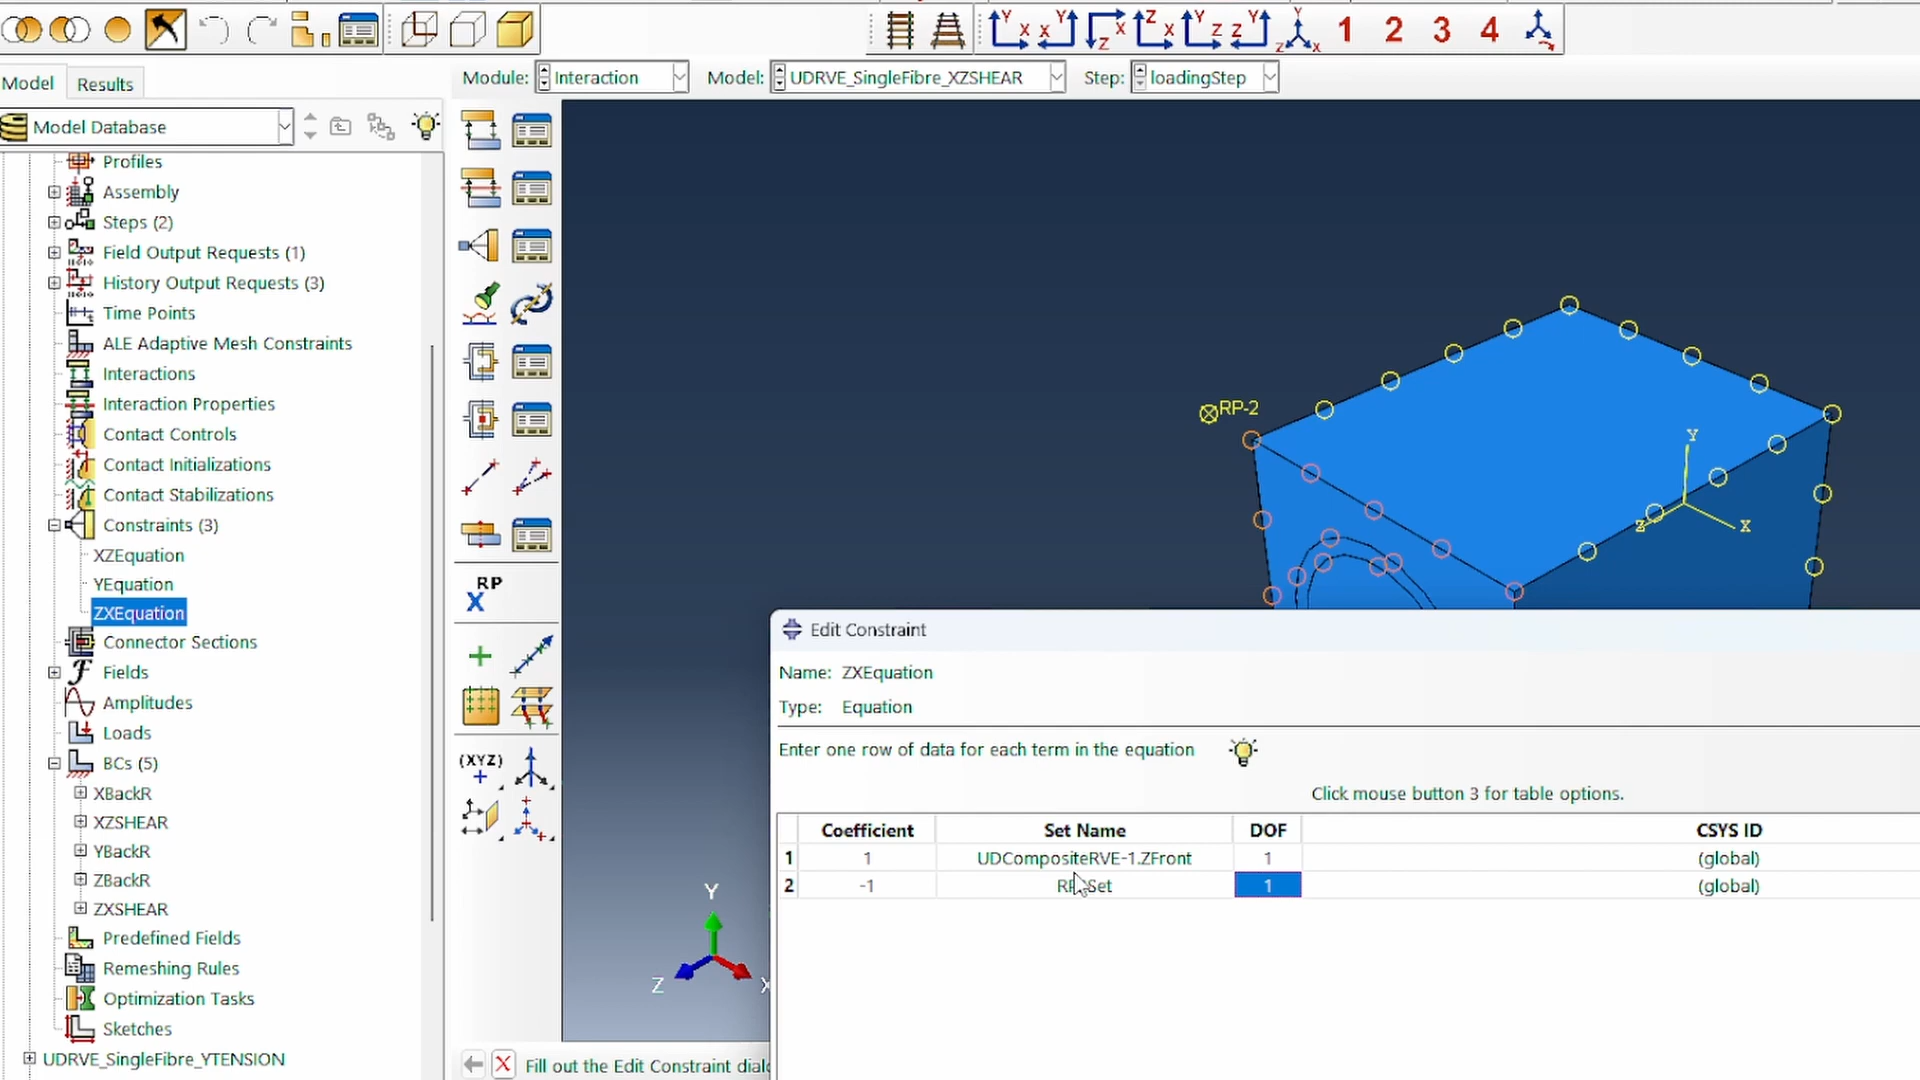 1 2 3 4
Model Results
Module: Interaction Model: UDRVE_SingleFibre_XZSHEAR Step: loadingStep
Model Database
Profiles
Assembly
Steps (2)
Field Output Requests (1)
History Output Requests (3)
Time Points
ALE Adaptive Mesh Constraints
Interactions
Interaction Properties
Contact Controls
Contact Initializations
Contact Stabilizations
Constraints (3)
XZEquation
YEquation
ZXEquation
Connector Sections
Fields
Amplitudes
Loads
BCs (5)
XBackR
XZSHEAR
YBackR
ZBackR
ZXSHEAR
Predefined Fields
Remeshing Rules
Optimization Tasks
Sketches
UDRVE_SingleFibre_YTENSION
RP
X
(XYZ)
RP-2
Y
Z X
Y
Z X
Edit Constraint
Name: ZXEquation
Type: Equation
Enter one row of data for each term in the equation
Click mouse button 3 for table options.
Coefficient Set Name DOF CSYS ID
1 1 UDCompositeRVE-1.ZFront 1 (global)
2 -1 Set 1 (global)
Fill out the Edit Constraint